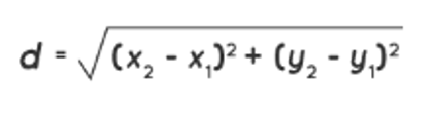 d = √(x₂ - x₁)² + (y₂ - y₁)²